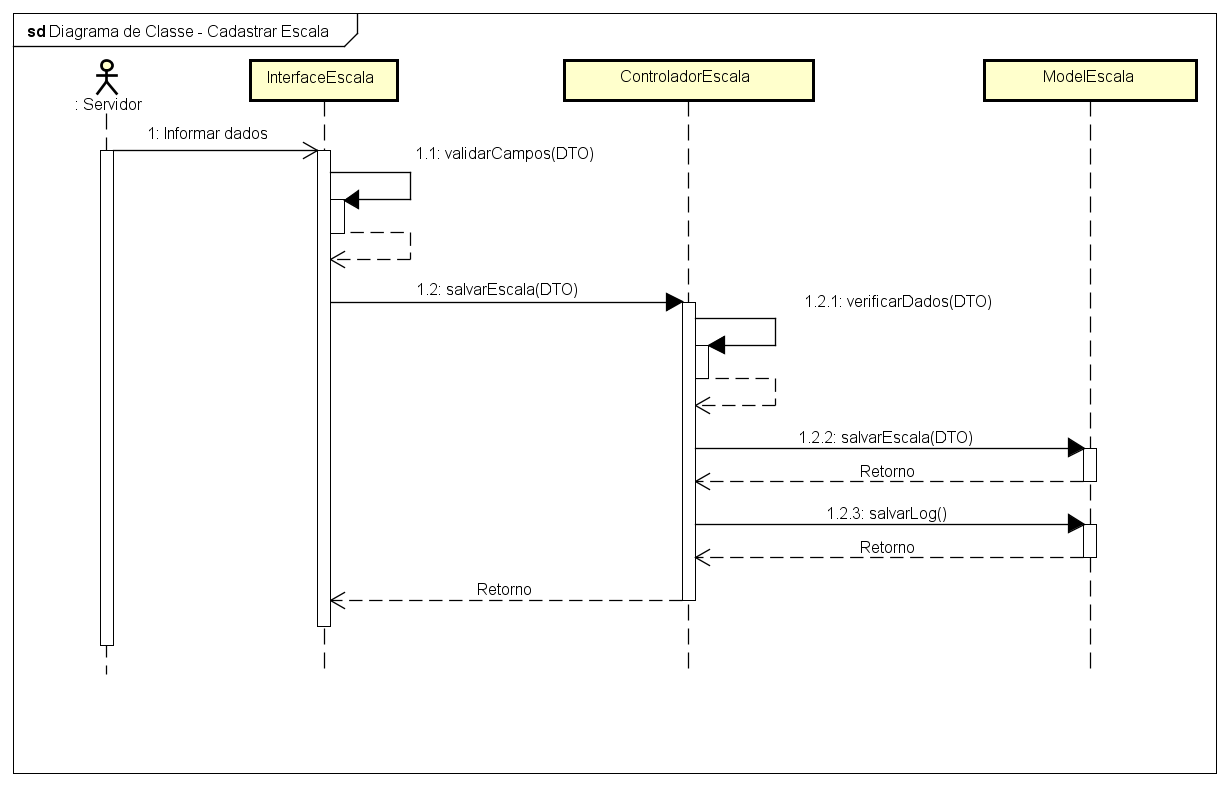 sd Diagrama de Classe - Cadastrar Escala
: Servidor
InterfaceEscala
ControladorEscala
ModelEscala
1: Informar dados
1.1: validarCampos(DTO)
1.2: salvarEscala(DTO)
1.2.1: verificarDados(DTO)
1.2.2: salvarEscala(DTO)
Retorno
1.2.3: salvarLog()
Retorno
Retorno